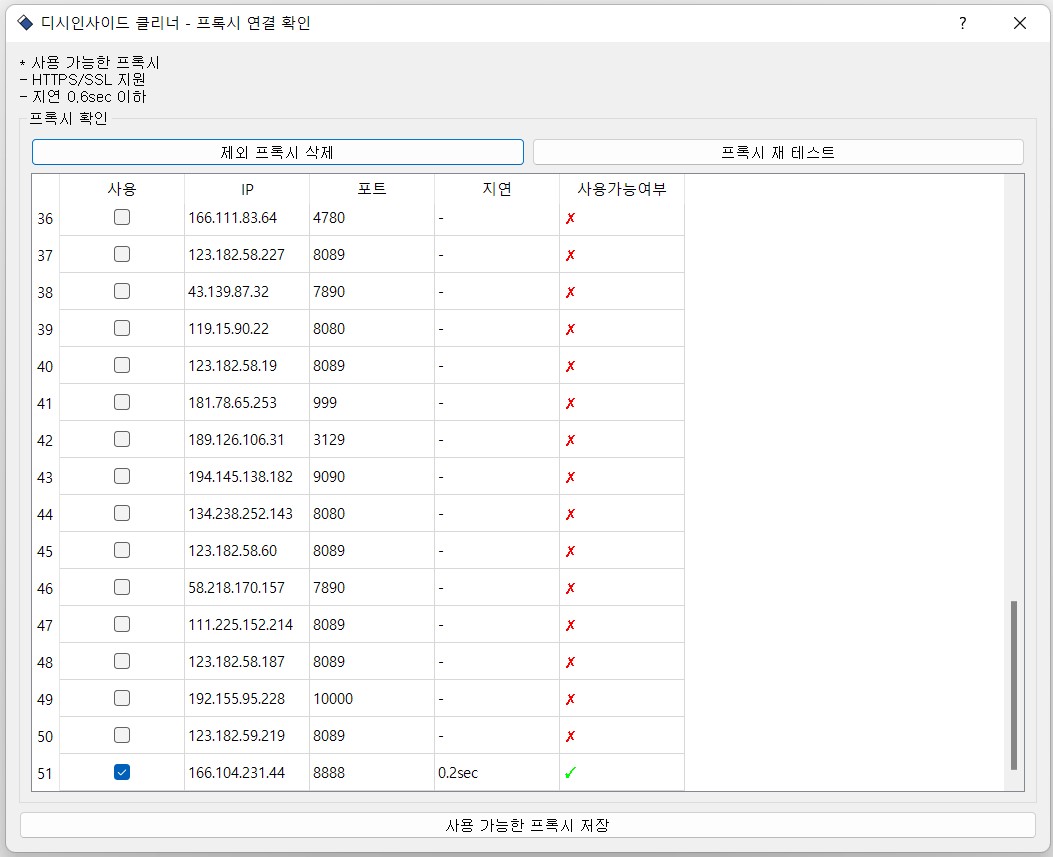 디시인사이드 클리너 - 프록시 연결 확인
* 사용 가능한 프록시
- HTTPS/SSL 지원
- 지연 0.6sec 이하
프록시 확인
제외 프록시 삭제 프록시 재 테스트
사용 IP 포트 지연 사용가능여부
36 166.111.83.64 4780 - ✗
37 123.182.58.227 8089 - ✗
38 43.139.87.32 7890 - ✗
39 119.15.90.22 8080 - ✗
40 123.182.58.19 8089 - ✗
41 181.78.65.253 999 - ✗
42 189.126.106.31 3129 - ✗
43 194.145.138.182 9090 - ✗
44 134.238.252.143 8080 - ✗
45 123.182.58.60 8089 - ✗
46 58.218.170.157 7890 - ✗
47 111.225.152.214 8089 - ✗
48 123.182.58.187 8089 - ✗
49 192.155.95.228 10000 - ✗
50 123.182.59.219 8089 - ✗
51 166.104.231.44 8888 0.2sec ✓
사용 가능한 프록시 저장